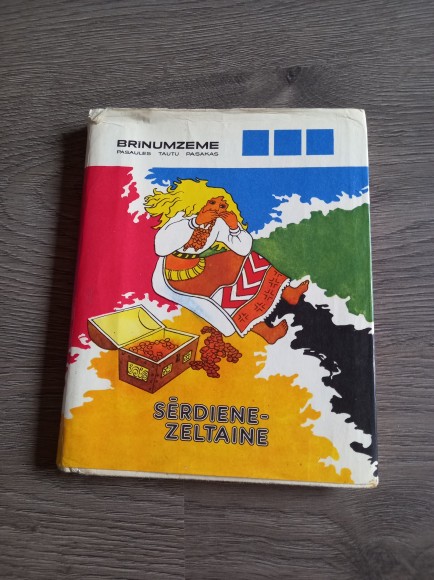 BRĪNUMZEME
PASAULES TAUTU PASAKAS
SĒRDIENE-
ZELTAINE